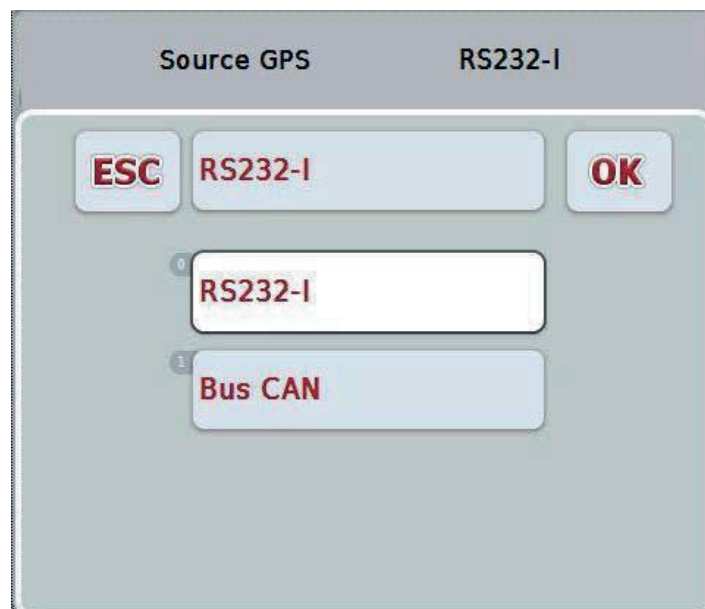 Source GPS RS232-I
ESC RS232-I OK
0
RS232-I
1
Bus CAN